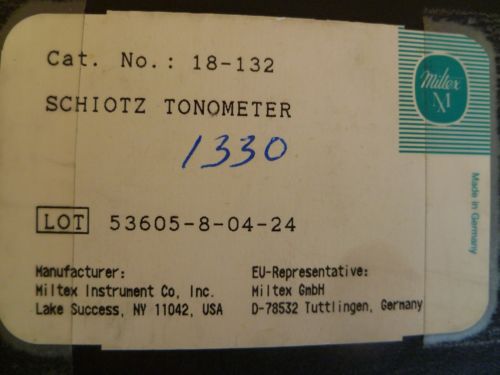 Cat. No.: 18-132
Miltex
SCHIOTZ TONOMETER
1330
Made in Germany
LOT 53605-8-04-24
Manufacturer:
Miltex Instrument Co, Inc.
Lake Success, NY 11042, USA
EU-Representative:
Miltex GmbH
D-78532 Tuttlingen, Germany